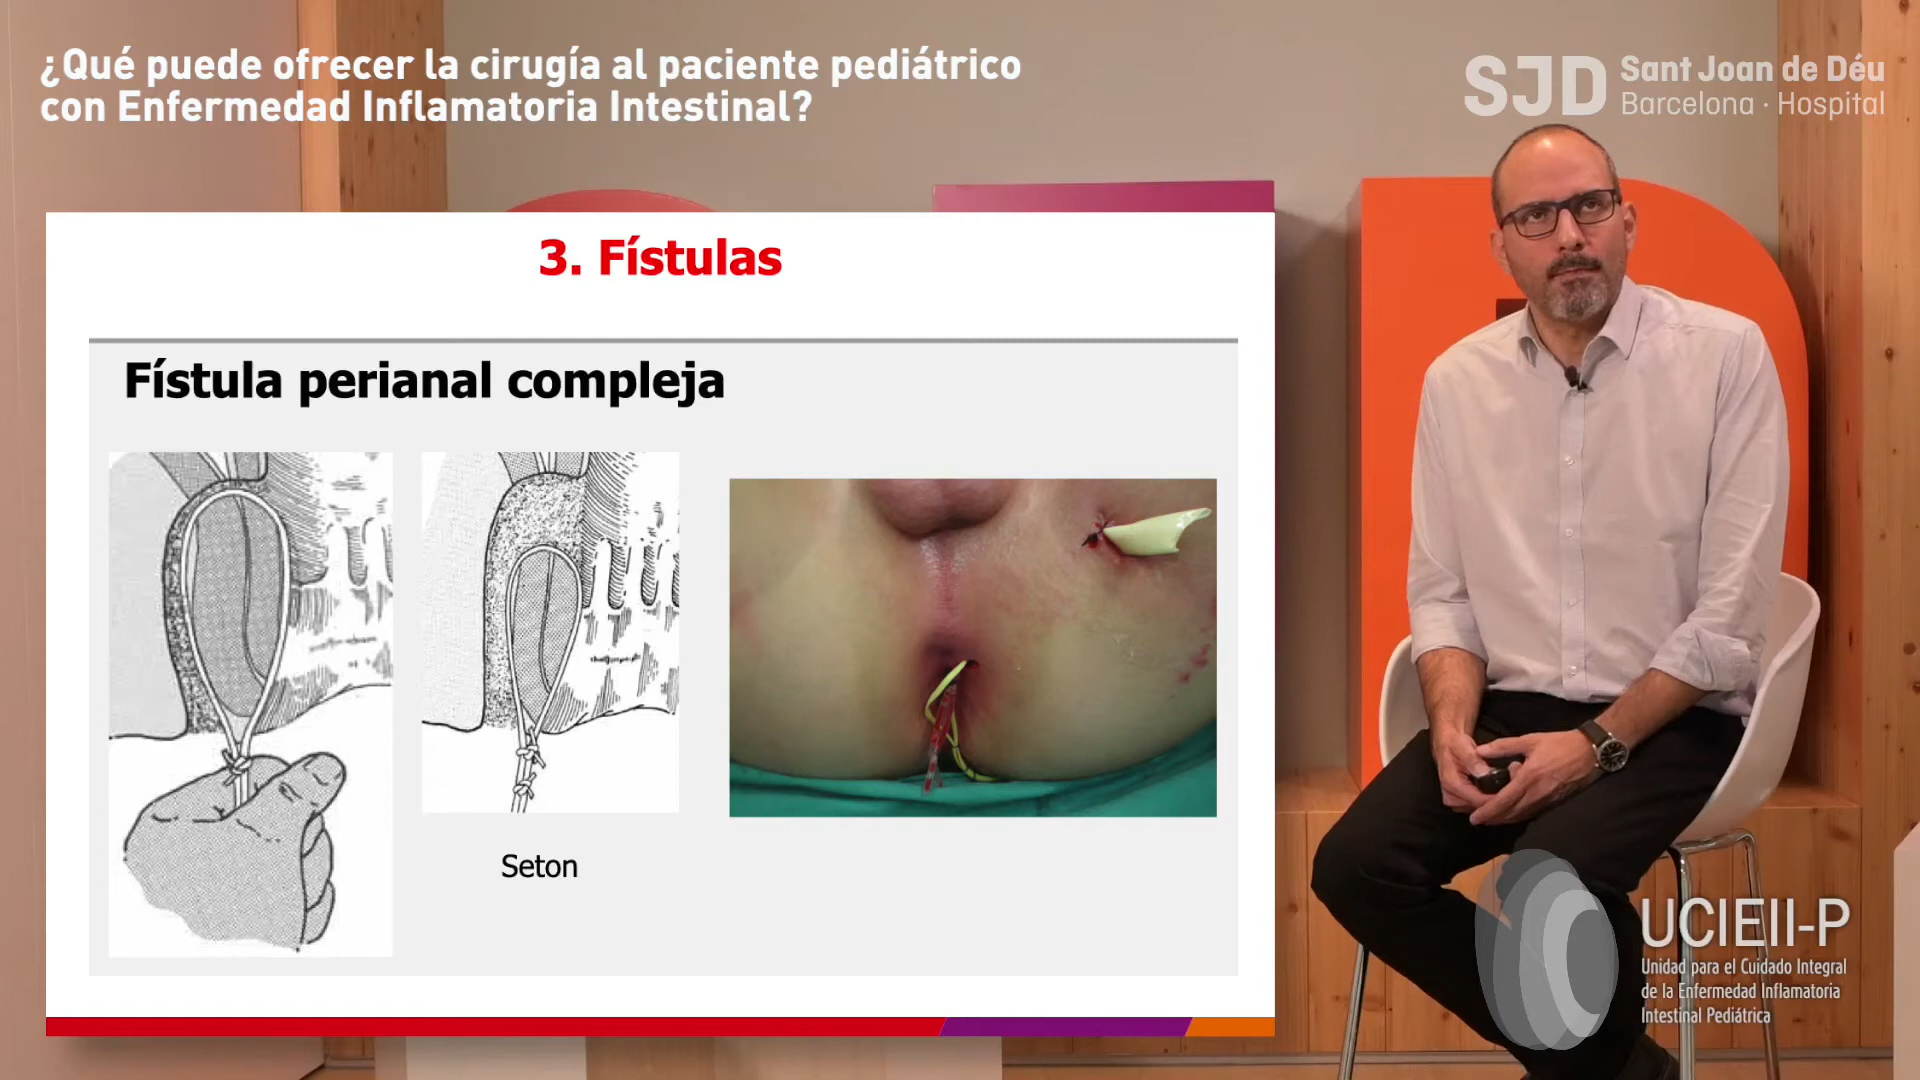 ¿Qué puede ofrecer la cirugía al paciente pediátrico
con Enfermedad Inflamatoria Intestinal?
SJD Sant Joan de Déu
Barcelona · Hospital
3. Fístulas
Fístula perianal compleja
Seton
UCIEII-P
Unidad para el Cuidado Integral
de la Enfermedad Inflamatoria
Intestinal Pediátrica